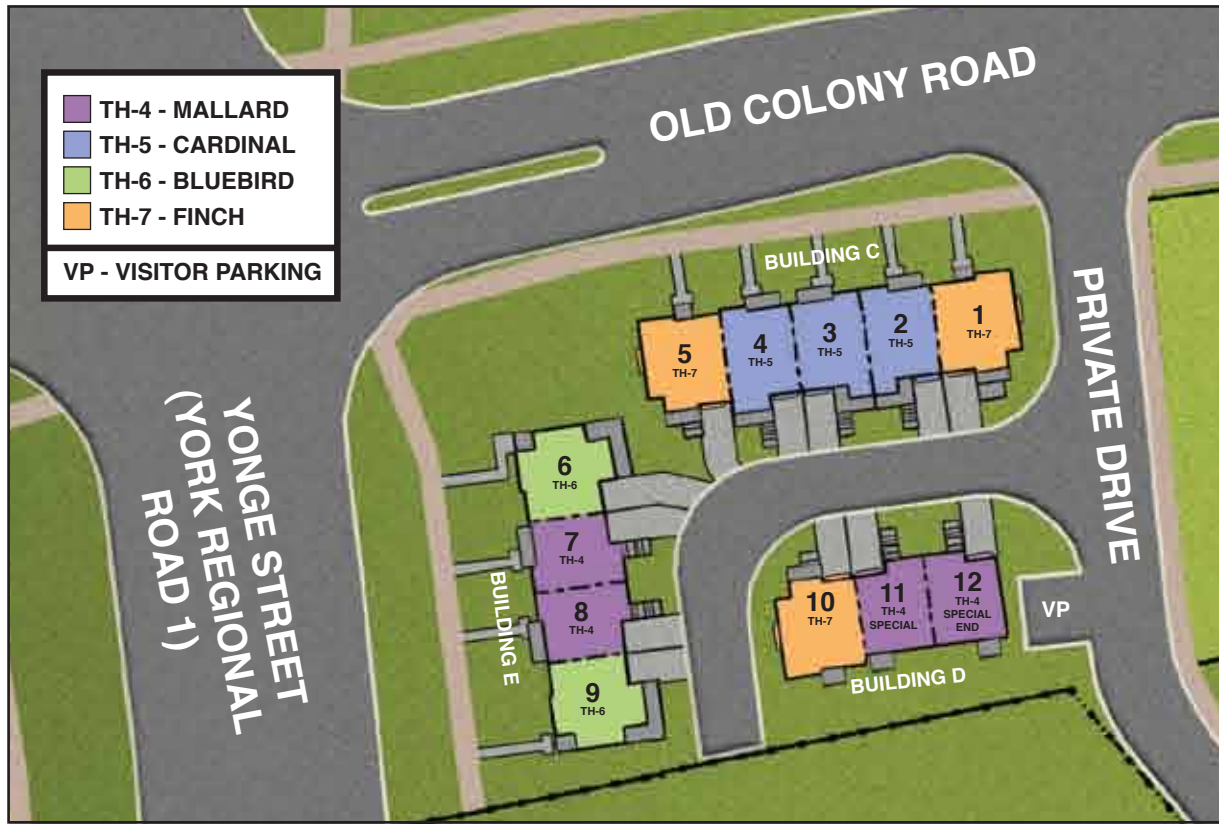 TH-4 - MALLARD
TH-5 - CARDINAL
TH-6 - BLUEBIRD
TH-7 - FINCH
VP - VISITOR PARKING
OLD COLONY ROAD
PRIVATE DRIVE
YONGE STREET
(YORK REGIONAL
ROAD 1)
BUILDING C
5
TH-7
4
TH-5
3
TH-5
2
TH-5
1
TH-7
BUILDING E
6
TH-6
7
TH-4
8
TH-4
9
TH-6
10
TH-7
11
TH-4
SPECIAL
12
TH-4
SPECIAL
END
BUILDING D
VP